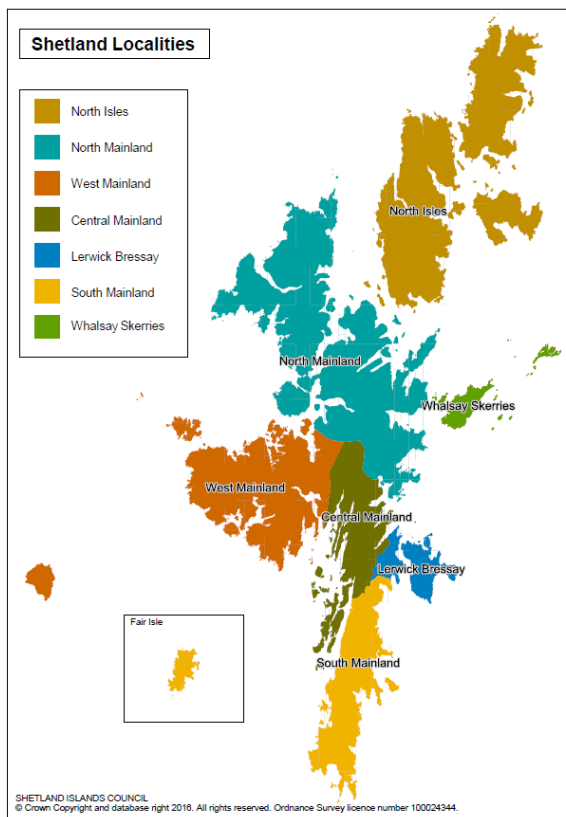 Shetland Localities
North Isles
North Mainland
West Mainland
Central Mainland
Lerwick Bressay
South Mainland
Whalsay Skerries
North Isles
North Mainland
Whalsay Skerries
West Mainland
Central Mainland
Lerwick Bressay
Fair Isle
South Mainland
SHETLAND ISLANDS COUNCIL
© Crown Copyright and database right 2016. All rights reserved. Ordnance Survey licence number 100024344.